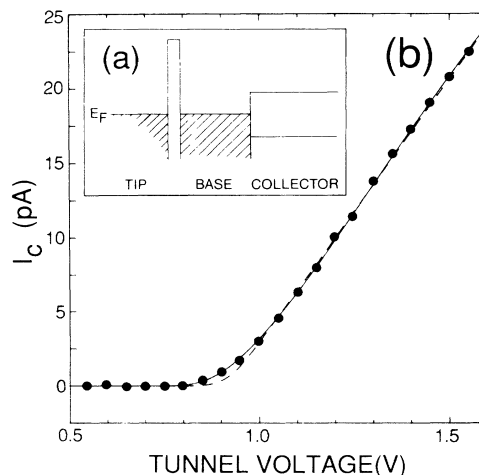 25
20
15
10
5
0
I_C (pA)
(a)
(b)
E_F
TIP BASE COLLECTOR
0.5 1.0 1.5
TUNNEL VOLTAGE(V)